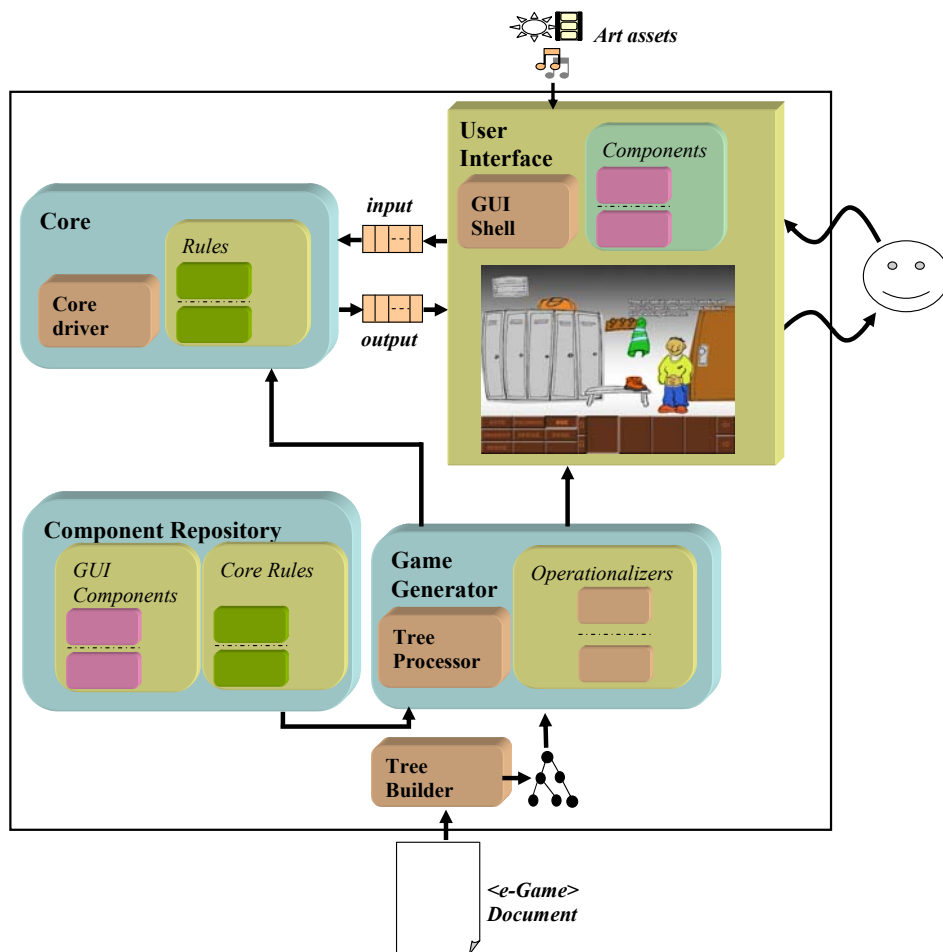 Art assets
User
Interface
Components
GUI
Shell
input
Core
Rules
Core
driver
output
Component Repository
GUI
Components
Core Rules
Game
Generator
Operationalizers
Tree
Processor
Tree
Builder
<e-Game>
Document